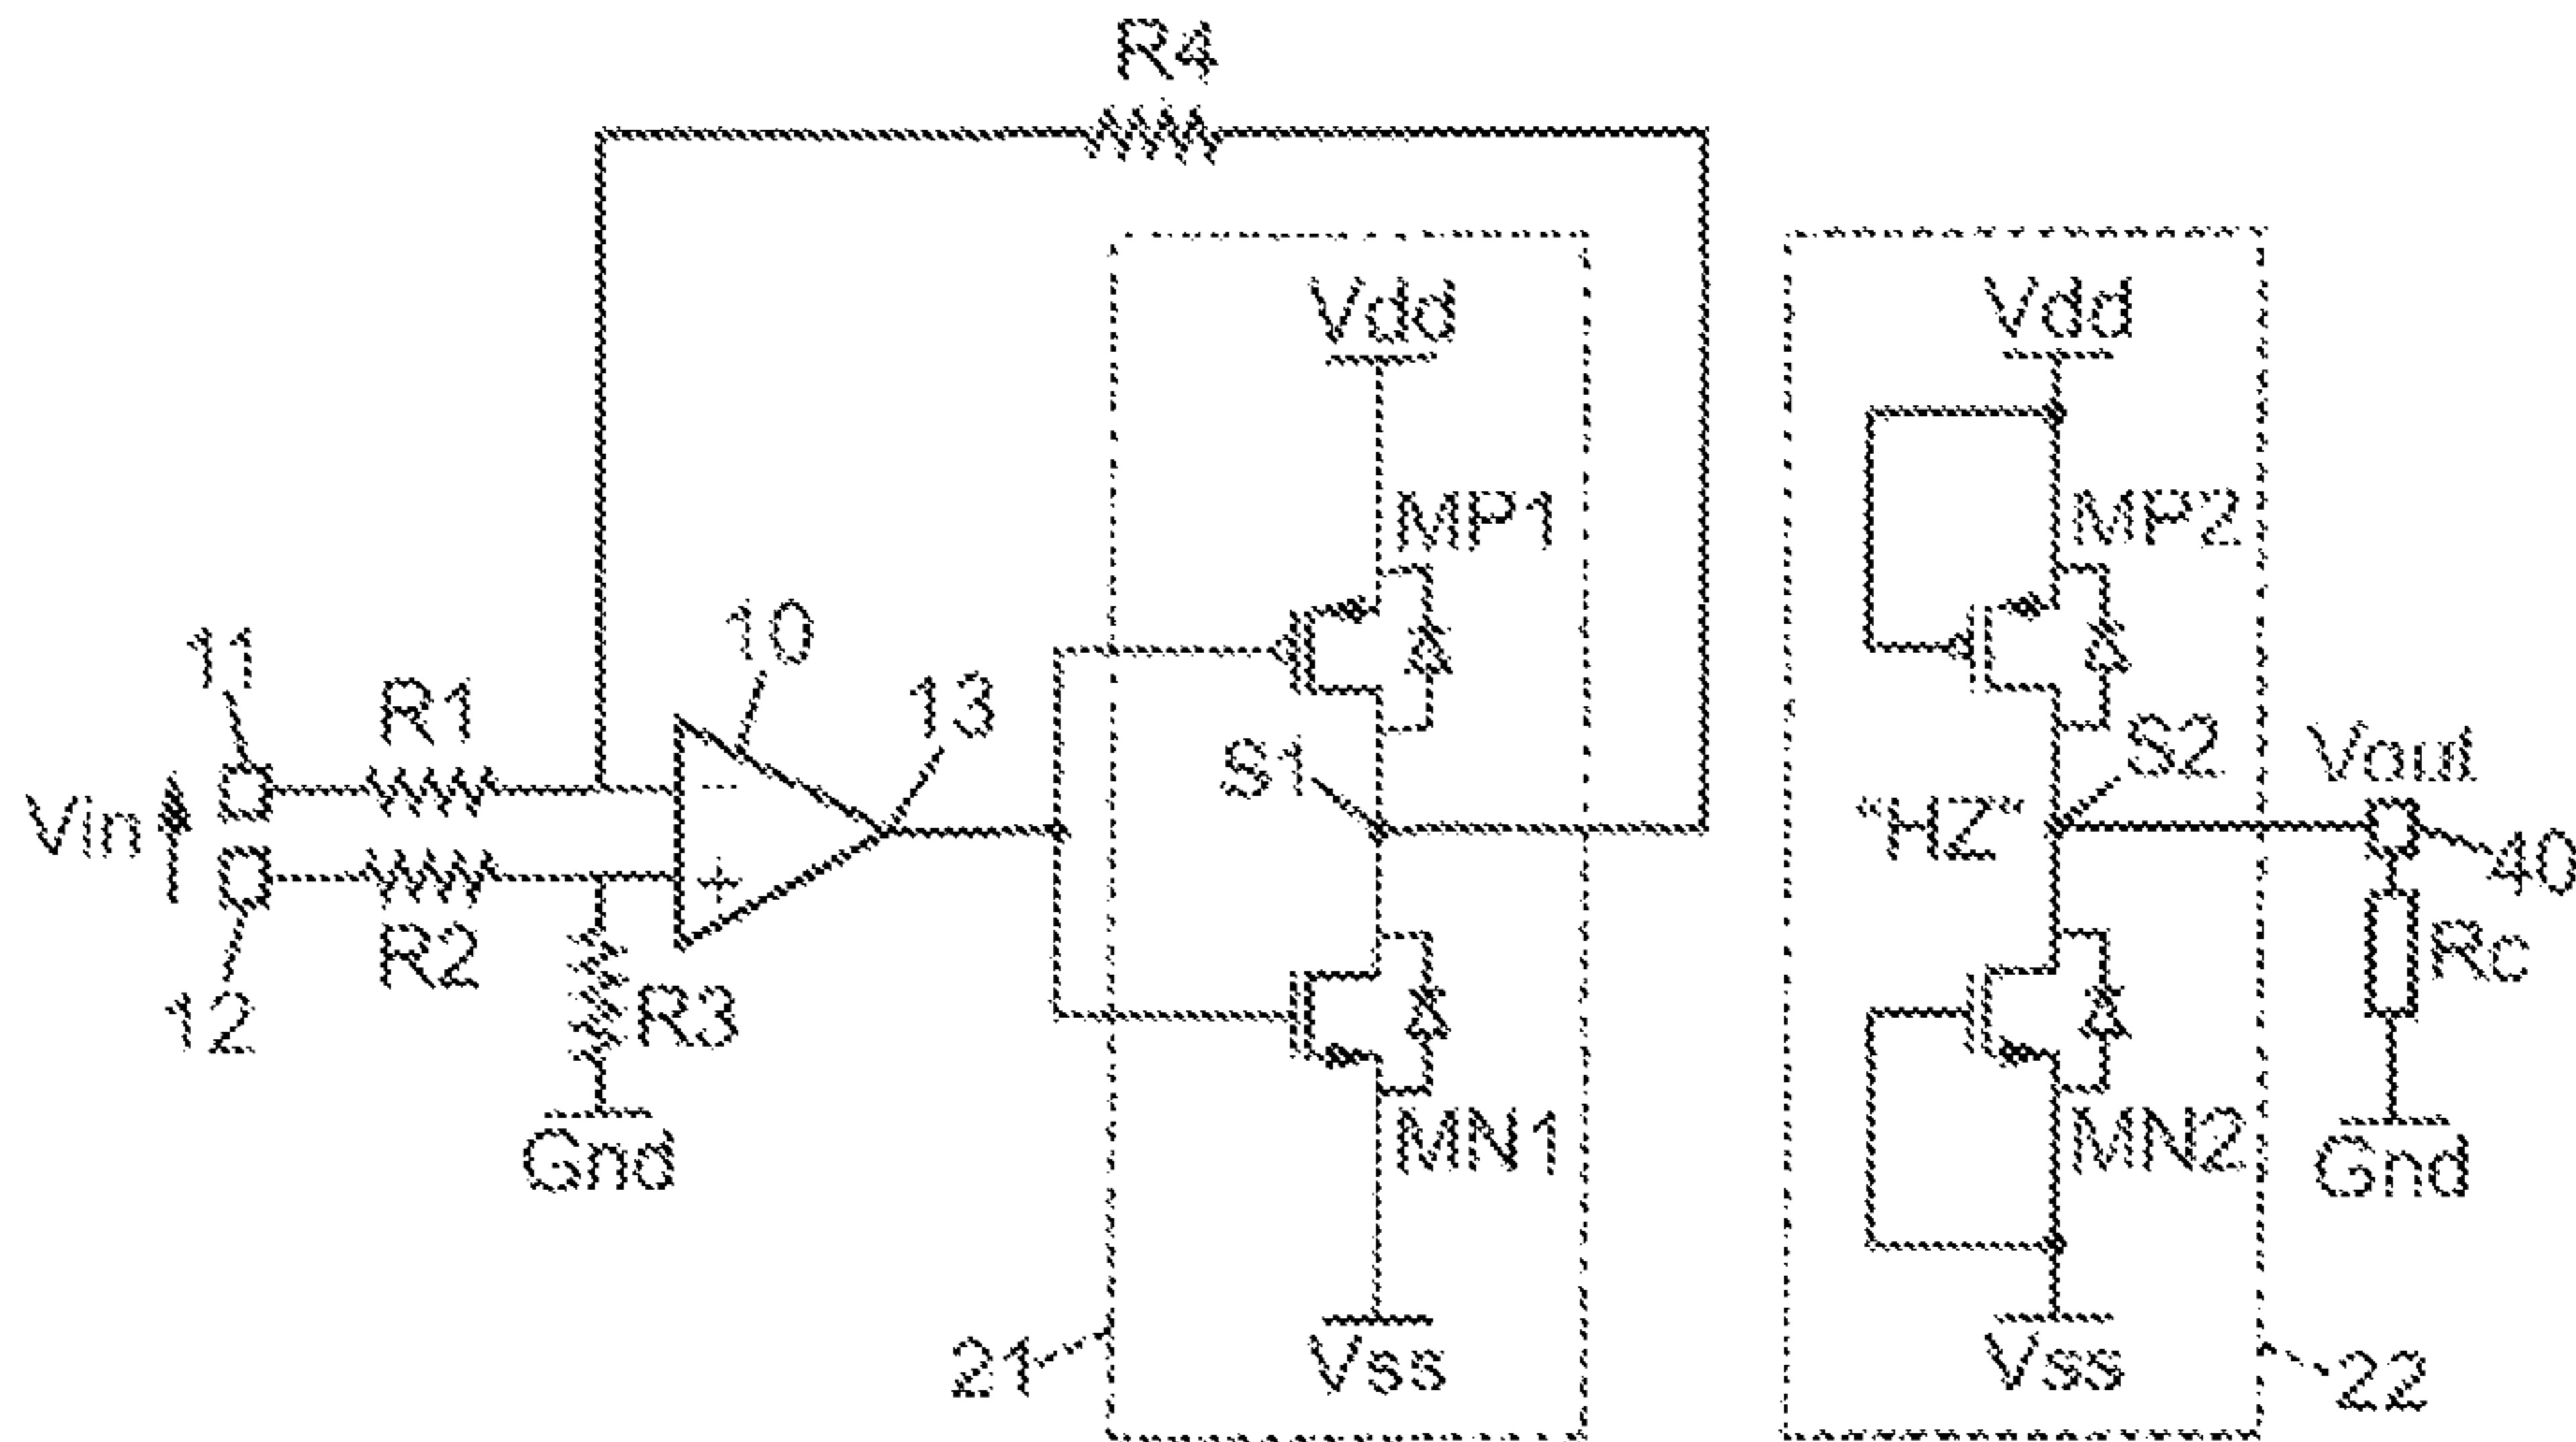 R4
Vdd
Vdd
MP1
MP2
10
11
R1
13
S1
S2
Vout
Vin
-
"HZ"
+
40
R2
Rc
12
R3
Gnd
MN1
MN2
Gnd
21
Vss
Vss
22